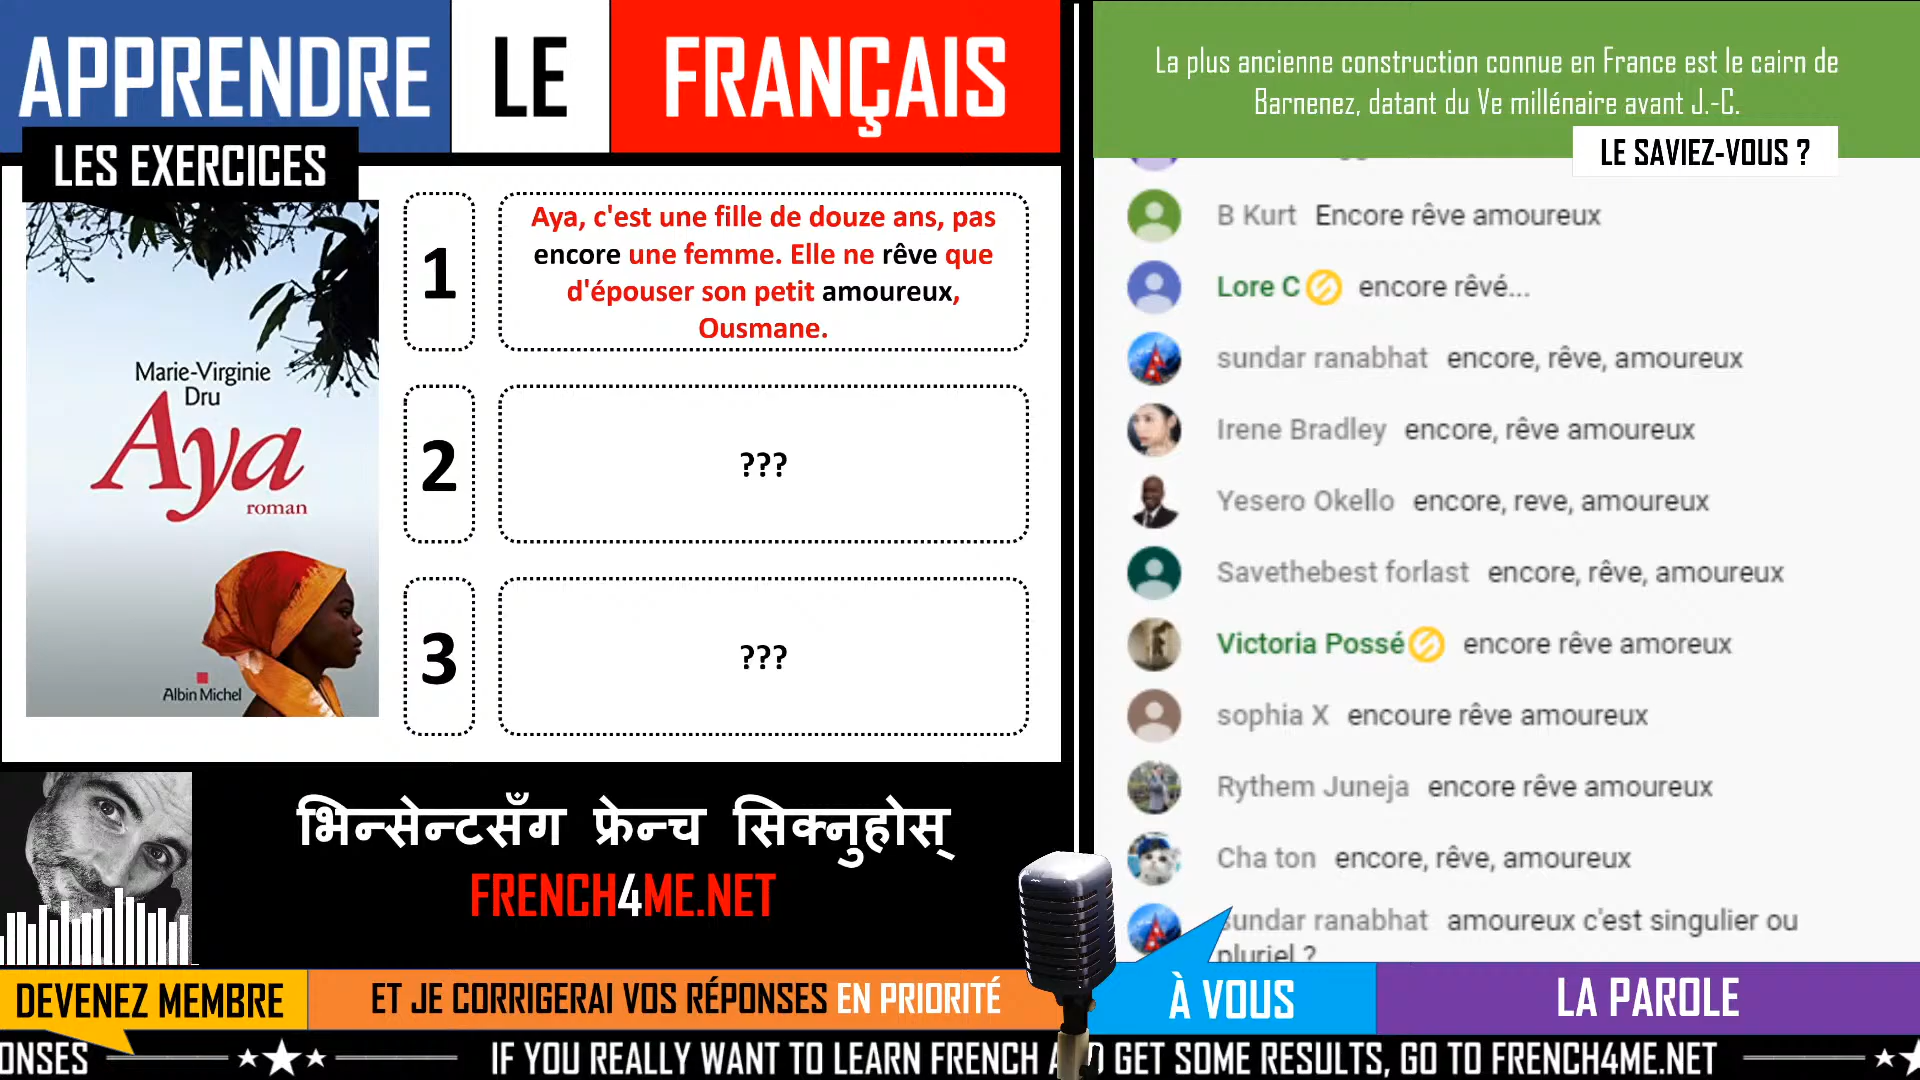 APPRENDRE LE FRANÇAIS
LES EXERCICES
Marie-Virginie
Dru
Aya
roman
Albin Michel
1
Aya, c'est une fille de douze ans, pas
encore une femme. Elle ne rêve que
d'épouser son petit amoureux,
Ousmane.
2
???
3
???
भिन्सेन्टसँग फ्रेन्च सिक्नुहोस्
FRENCH4ME.NET
La plus ancienne construction connue en France est le cairn de
Barnenez, datant du Ve millénaire avant J.-C.
LE SAVIEZ-VOUS ?
B Kurt Encore rêve amoureux
Lore C encore rêvé...
sundar ranabhat encore, rêve, amoureux
Irene Bradley encore, rêve amoureux
Yesero Okello encore, reve, amoureux
Savethebest forlast encore, rêve, amoureux
Victoria Possé encore rêve amoreux
sophia X encoure rêve amoureux
Rythem Juneja encore rêve amoureux
Cha ton encore, rêve, amoureux
sundar ranabhat amoureux c'est singulier ou
pluriel ?
DEVENEZ MEMBRE
ET JE CORRIGERAI VOS RÉPONSES EN PRIORITÉ
À VOUS
LA PAROLE
ONSES IF YOU REALLY WANT TO LEARN FRENCH GET SOME RESULTS, GO TO FRENCH4ME.NET